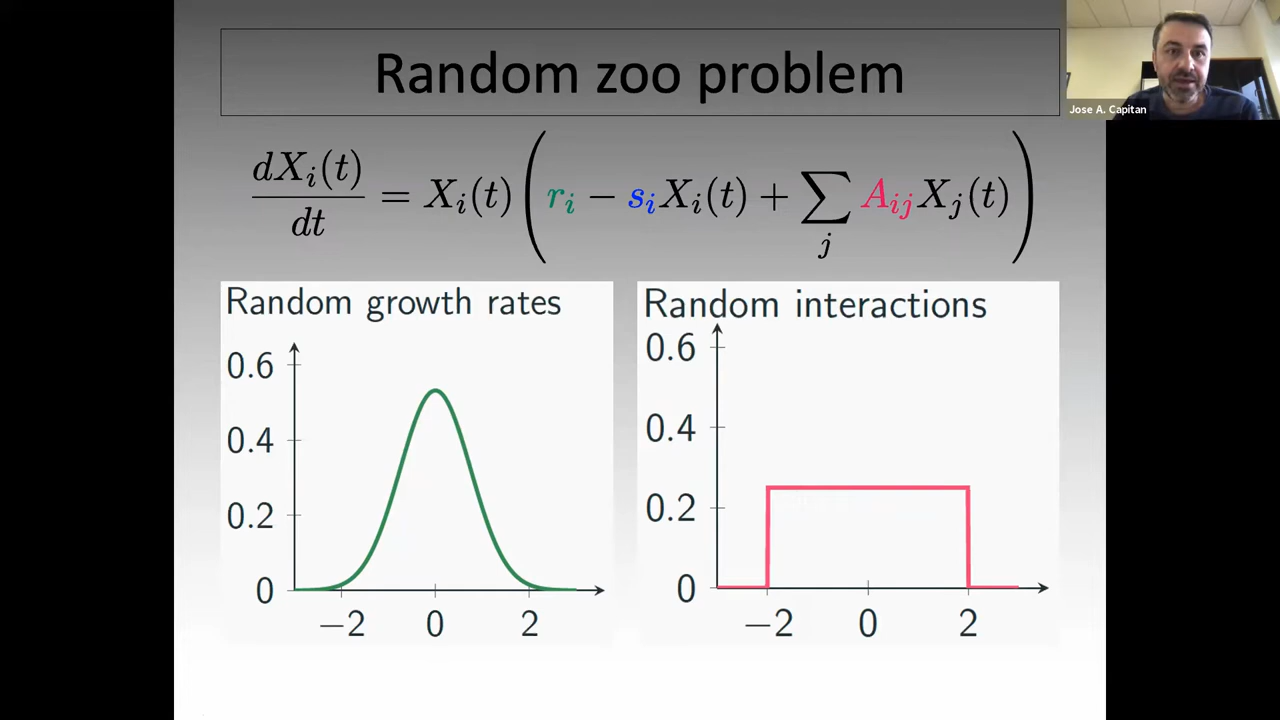 Random zoo problem
Jose A. Capitan
dX_i(t)/dt = X_i(t) ( r_i − s_i X_i(t) + ∑_j A_ij X_j(t) )
Random growth rates
0.6
0.4
0.2
0
−2 0 2
Random interactions
0.6
0.4
0.2
0
−2 0 2